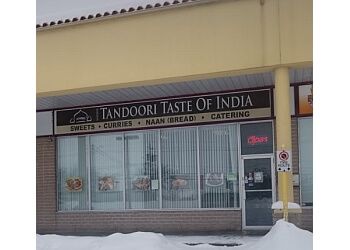 TANDOORI TASTE OF INDIA
SWEETS • CURRIES • NAAN (BREAD) • CATERING
Open